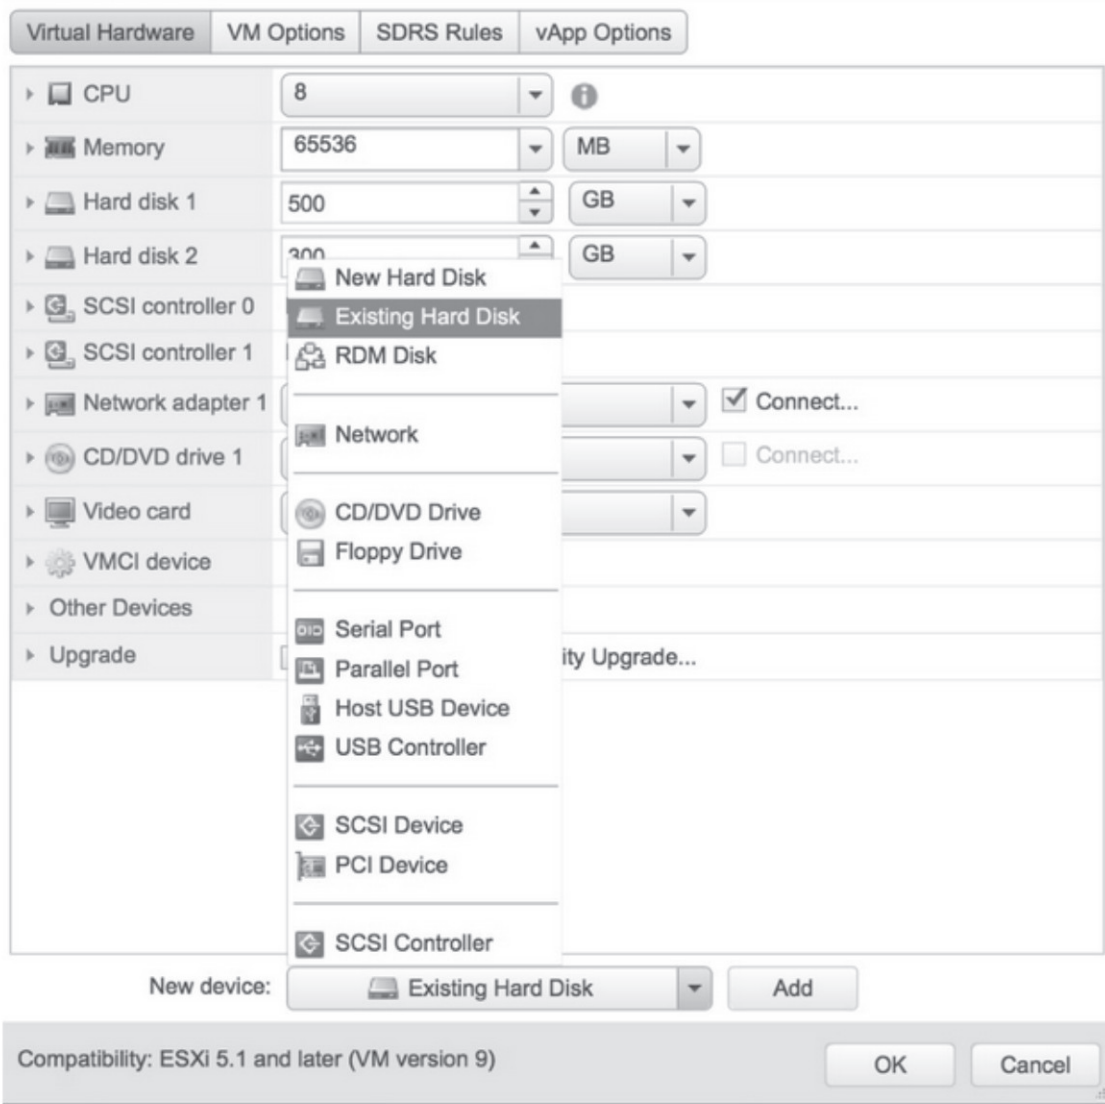 Virtual Hardware VM Options SDRS Rules vApp Options
CPU 8
Memory 65536 MB
Hard disk 1 500 GB
Hard disk 2 300 GB
New Hard Disk
SCSI controller 0
Existing Hard Disk
SCSI controller 1
RDM Disk
Network adapter 1 Connect...
Network
CD/DVD drive 1 Connect...
Video card
CD/DVD Drive
Floppy Drive
VMCI device
Other Devices
Serial Port
Upgrade ity Upgrade...
Parallel Port
Host USB Device
USB Controller
SCSI Device
PCI Device
SCSI Controller
New device: Existing Hard Disk Add
Compatibility: ESXi 5.1 and later (VM version 9) OK Cancel